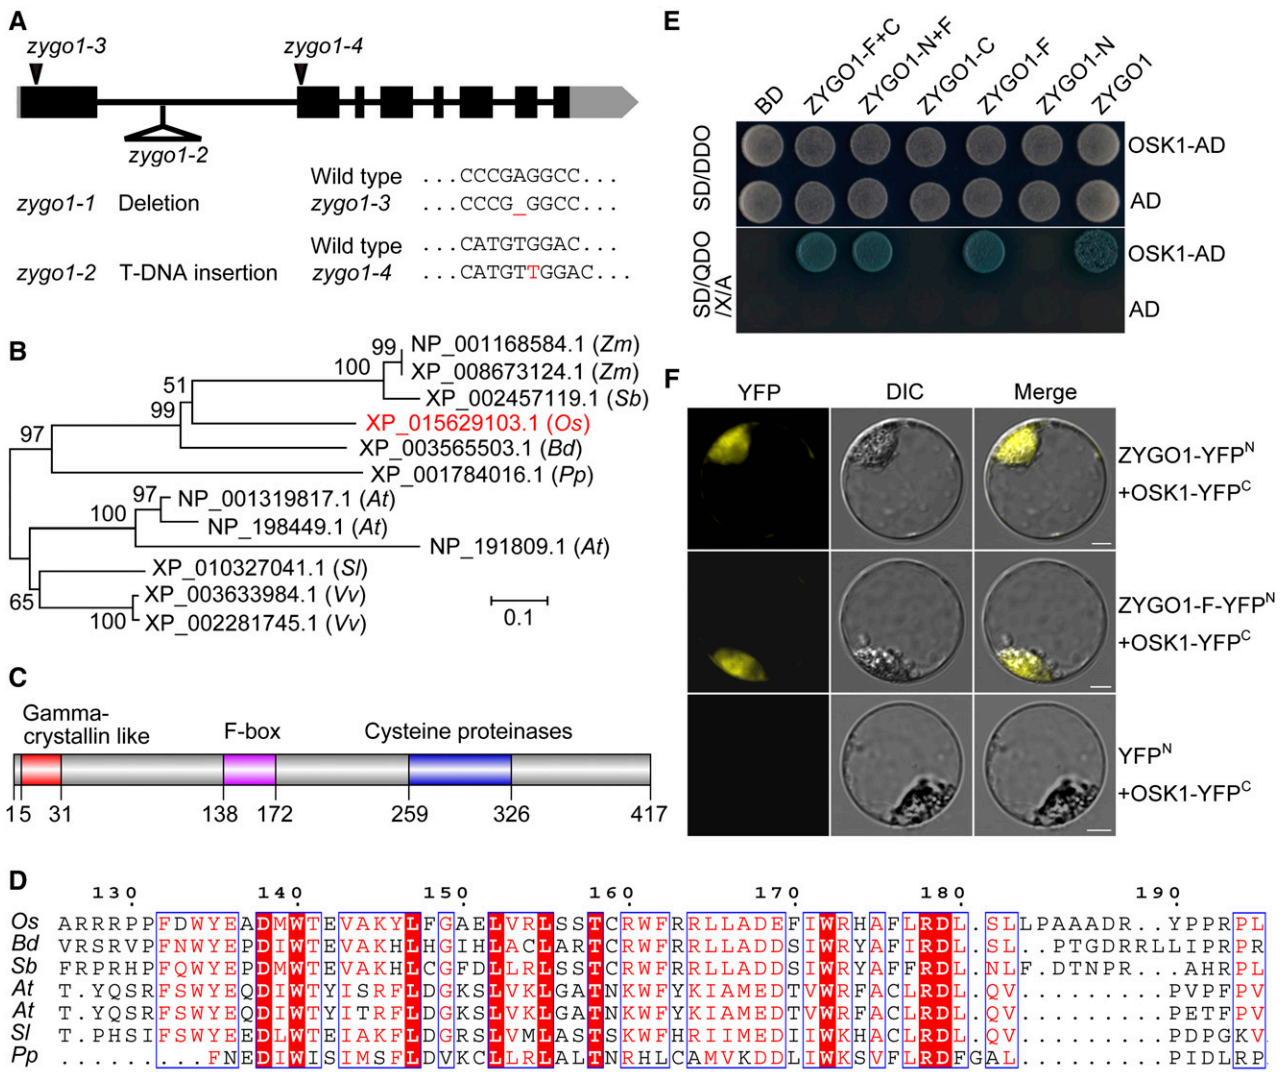 A
zygo1-3
zygo1-4
zygo1-2
Wild type ...CCCGAGGCC...
zygo1-1 Deletion zygo1-3 ...CCCG_GGCC...
Wild type ...CATGTGGAC...
zygo1-2 T-DNA insertion zygo1-4 ...CATGTTGGAC...
B
99 NP_001168584.1 (Zm)
100 XP_008673124.1 (Zm)
51 XP_002457119.1 (Sb)
99 XP_015629103.1 (Os)
97 XP_003565503.1 (Bd)
XP_001784016.1 (Pp)
97 NP_001319817.1 (At)
100 NP_198449.1 (At)
NP_191809.1 (At)
XP_010327041.1 (Sl)
65 XP_003633984.1 (Vv)
100 XP_002281745.1 (Vv)
0.1
C
Gamma-
crystallin like
F-box
Cysteine proteinases
1 5 31 138 172 259 326 417
D
130 140 150 160 170 180 190
Os ARRRPPFDWYEADMWTEVAKYLFGAELVRLSSTCRWFRRLLADEFIWRHAFLRDL.SLLPAAADR..YPPRPL
Bd VRSRVPFNWYEPDIWTEVAKHLHGIHLACLARTCRWFRRLLADDSIWRYAFIRDL.SL..PTGDRRLLIPRPR
Sb FRPRHPFQWYEPDMWTEVAKHLCGFDLLRLSSTCRWFRRLLADDSIWRYAFFRDL.NLF.DTNPR...AHRPL
At T.YQSRFSWYEQDIWTYISRFLDGKSLVKLGATNKWFYKIAMEDTVWRFACLRDL.QV.........PVPFPV
At T.YQSRFSWYEQDIWTYITRFLDGKSLVKLGATNKWFYKIAMEDTVWRFACLRDL.QV.........PETFPV
Sl T.PHSIFSWYEEDLWTEIAKFLDGRSLVMLASTSKWFHRIIMEDIVWKHACLRDL.QV.........PDPGKV
Pp .........FNEDIWISIMSFLDVKCLLRLALTNRHLCAMVKDDLIWKSVFLRDFGAL.........PIDLRP
E
BD ZYGO1-F+C ZYGO1-N+F ZYGO1-C ZYGO1-F ZYGO1-N ZYGO1
SD/DDO
OSK1-AD
AD
SD/QDO
/X/A
OSK1-AD
AD
F
YFP DIC Merge
ZYGO1-YFPN
+OSK1-YFPC
ZYGO1-F-YFPN
+OSK1-YFPC
YFPN
+OSK1-YFPC